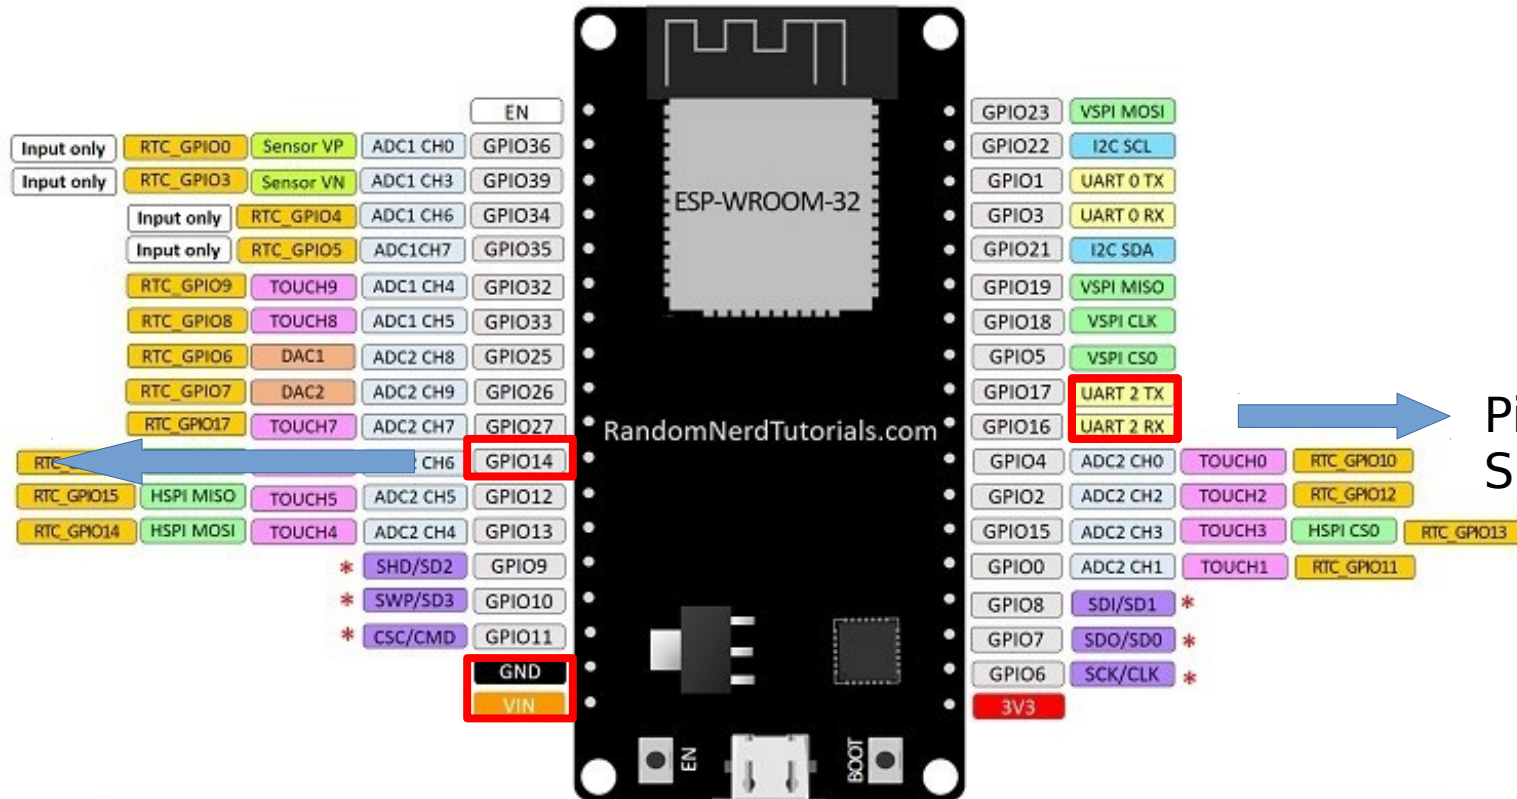 EN
GPIO23 VSPI MOSI
Input only RTC_GPIO0 Sensor VP ADC1 CH0 GPIO36
GPIO22 I2C SCL
Input only RTC_GPIO3 Sensor VN ADC1 CH3 GPIO39
GPIO1 UART 0 TX
ESP-WROOM-32
Input only RTC_GPIO4 ADC1 CH6 GPIO34
GPIO3 UART 0 RX
Input only RTC_GPIO5 ADC1CH7 GPIO35
GPIO21 I2C SDA
RTC_GPIO9 TOUCH9 ADC1 CH4 GPIO32
GPIO19 VSPI MISO
RTC_GPIO8 TOUCH8 ADC1 CH5 GPIO33
GPIO18 VSPI CLK
RTC_GPIO6 DAC1 ADC2 CH8 GPIO25
GPIO5 VSPI CS0
RTC_GPIO7 DAC2 ADC2 CH9 GPIO26
GPIO17 UART 2 TX
RTC_GPIO17 TOUCH7 ADC2 CH7 GPIO27
RandomNerdTutorials.com
GPIO16 UART 2 RX
CH6 GPIO14
GPIO4 ADC2 CH0 TOUCH0 RTC_GPIO10
RTC_GPIO15 HSPI MISO TOUCH5 ADC2 CH5 GPIO12
GPIO2 ADC2 CH2 TOUCH2 RTC_GPIO12
RTC_GPIO14 HSPI MOSI TOUCH4 ADC2 CH4 GPIO13
GPIO15 ADC2 CH3 TOUCH3 HSPI CS0 RTC_GPIO13
* SHD/SD2 GPIO9
GPIO0 ADC2 CH1 TOUCH1 RTC_GPIO11
* SWP/SD3 GPIO10
GPIO8 SDI/SD1 *
* CSC/CMD GPIO11
GPIO7 SDO/SD0 *
GND
GPIO6 SCK/CLK *
VIN
3V3
EN
BOOT